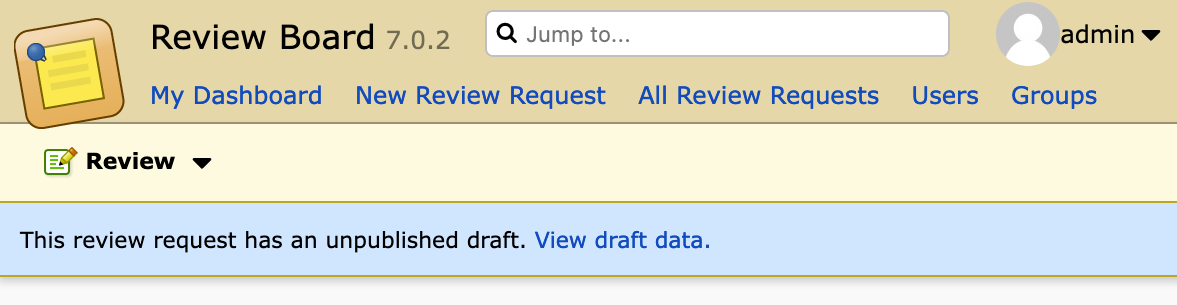 Review Board 7.0.2
Jump to...
admin
My Dashboard New Review Request All Review Requests Users Groups
Review
This review request has an unpublished draft. View draft data.